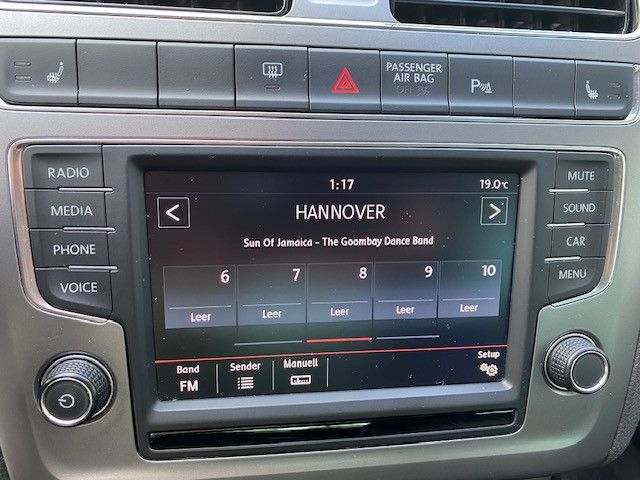 PASSENGER
AIR BAG
P
RADIO
MEDIA
PHONE
VOICE
1:17
19.0°C
HANNOVER
Sun Of Jamaica - The Goombay Dance Band
6 7 8 9 10
Leer Leer Leer Leer Leer
Band
FM
Sender
Manuell
Setup
MUTE
SOUND
CAR
MENU